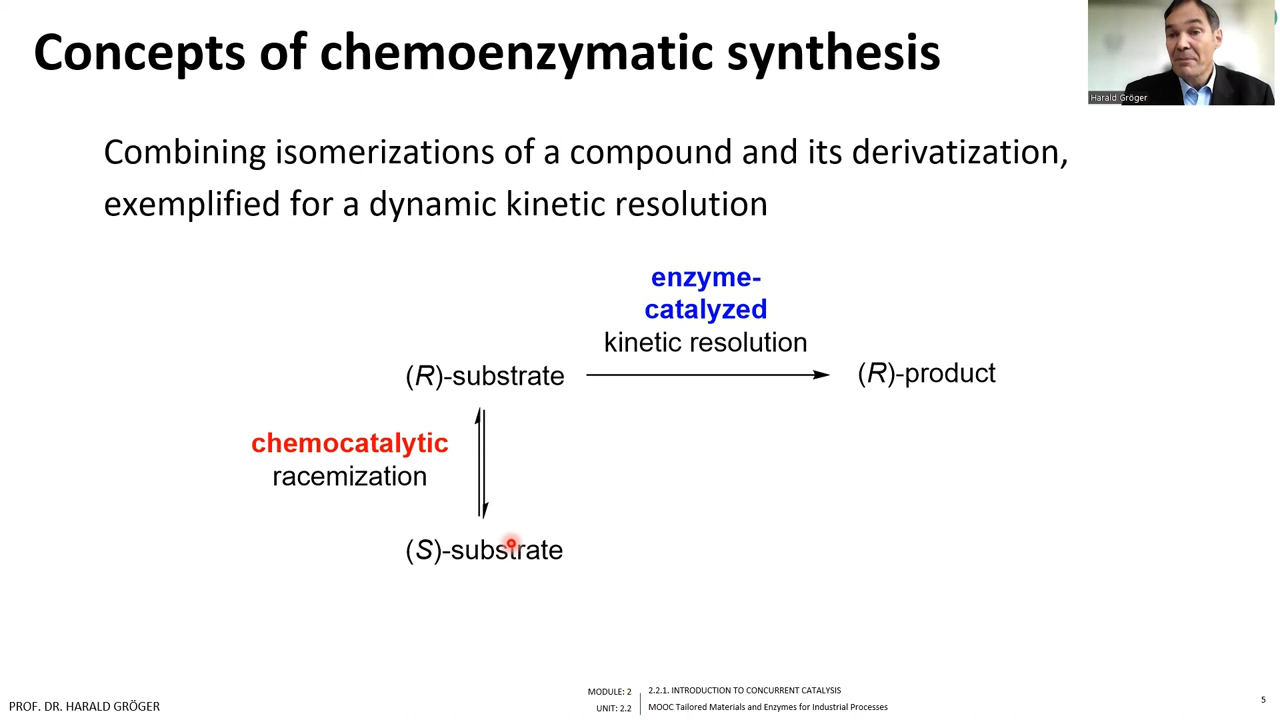 Concepts of chemoenzymatic synthesis
Harald Gröger
Combining isomerizations of a compound and its derivatization,
exemplified for a dynamic kinetic resolution
enzyme-
catalyzed
kinetic resolution
(R)-substrate
(R)-product
chemocatalytic
racemization
(S)-substrate
PROF. DR. HARALD GRÖGER
MODULE: 2
UNIT: 2.2
2.2.1. INTRODUCTION TO CONCURRENT CATALYSIS
MOOC Tailored Materials and Enzymes for Industrial Processes
5